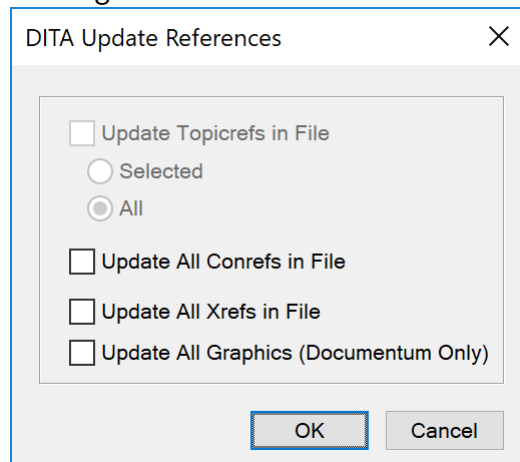 DITA Update References
Update Topicrefs in File
Selected
All
Update All Conrefs in File
Update All Xrefs in File
Update All Graphics (Documentum Only)
OK Cancel